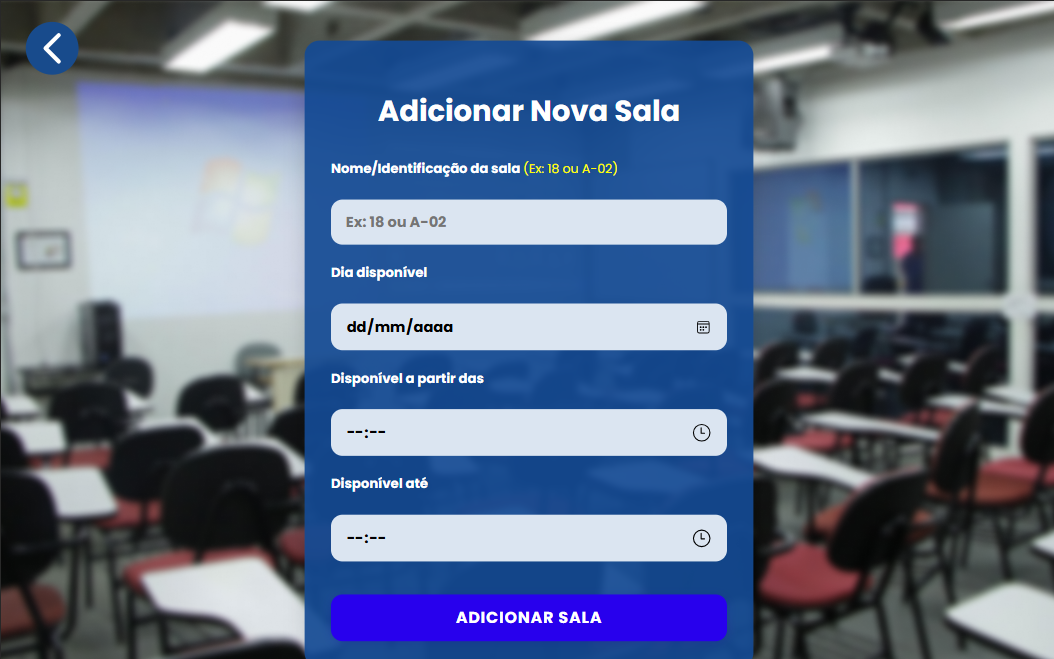 Adicionar Nova Sala
Nome/Identificação da sala (Ex: 18 ou A-02)
Ex: 18 ou A-02
Dia disponível
dd/mm/aaaa
Disponível a partir das
--:--
Disponível até
--:--
ADICIONAR SALA